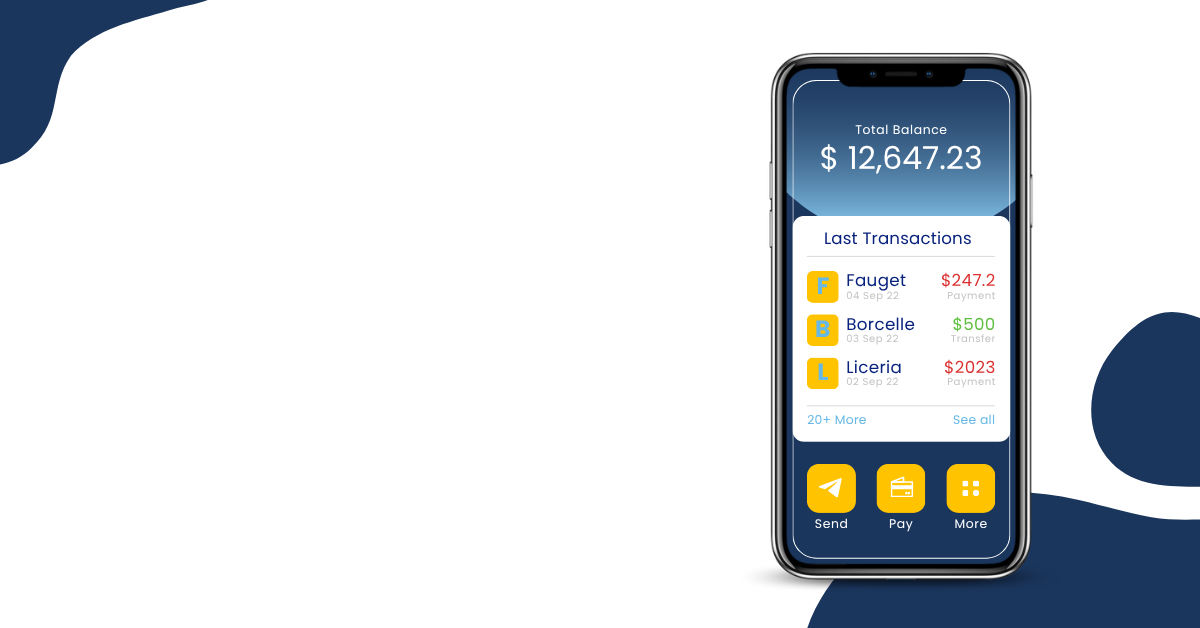 Total Balance
$ 12,647.23
Last Transactions
F Fauget $247.2
04 Sep 22 Payment
B Borcelle $500
03 Sep 22 Transfer
L Liceria $2023
02 Sep 22 Payment
20+ More See all
Send Pay More